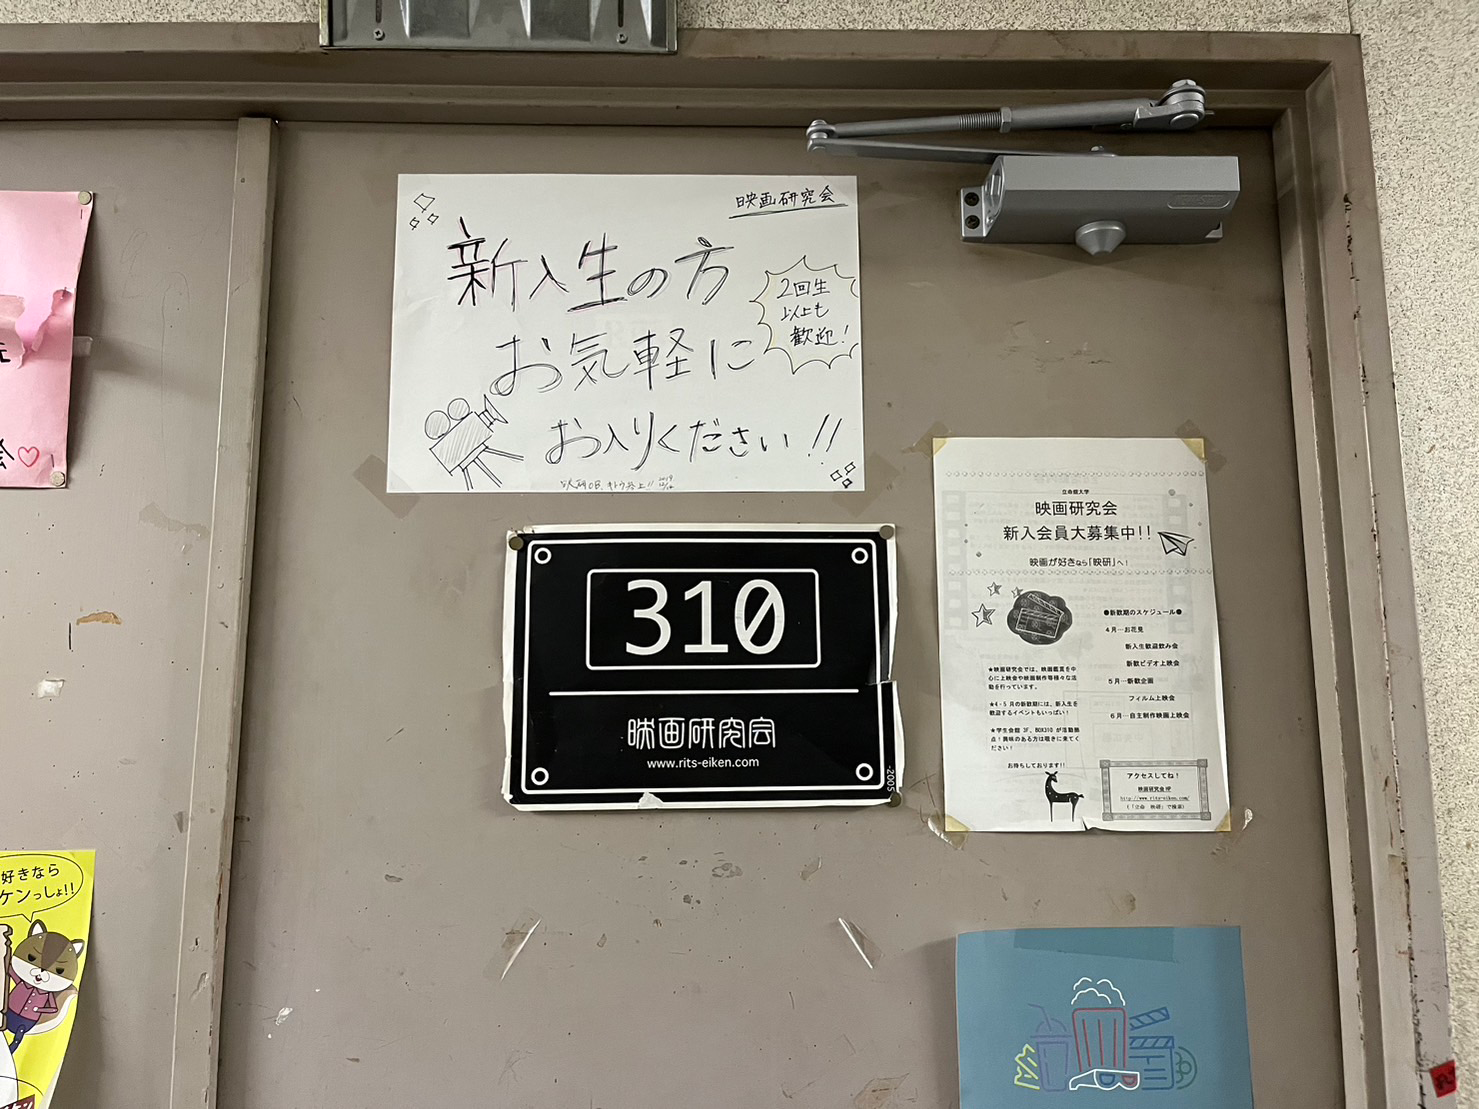 映画研究会
新入生の方
お気軽に
お入りください!!
2回生
以上も
歓迎!
310
映画研究会
www.rits-eiken.com
-2005
立命館大学
映画研究会
新入会員大募集中!!
映画が好きなら「映研」へ!
●新歓期のスケジュール●
4月…お花見
新入生歓迎飲み会
新歓ビデオ上映会
5月…新歓企画
フィルム上映会
6月…自主制作映画上映会
★映画研究会では、映画鑑賞を中
心に上映会や映画制作等様々な活
動を行っています。
★4・5月の新歓期には、新入生を
歓迎するイベントもいっぱい!
★学生会館 3F、BOX310 が活動拠
点!興味のある方は覗きに来てく
ださい!
お待ちしております!!
アクセスしてね!
映画研究会HP
http://www.rits-eiken.com/
(「立命 映研」で検索)
会♡
好きなら
ケンっしょ!!